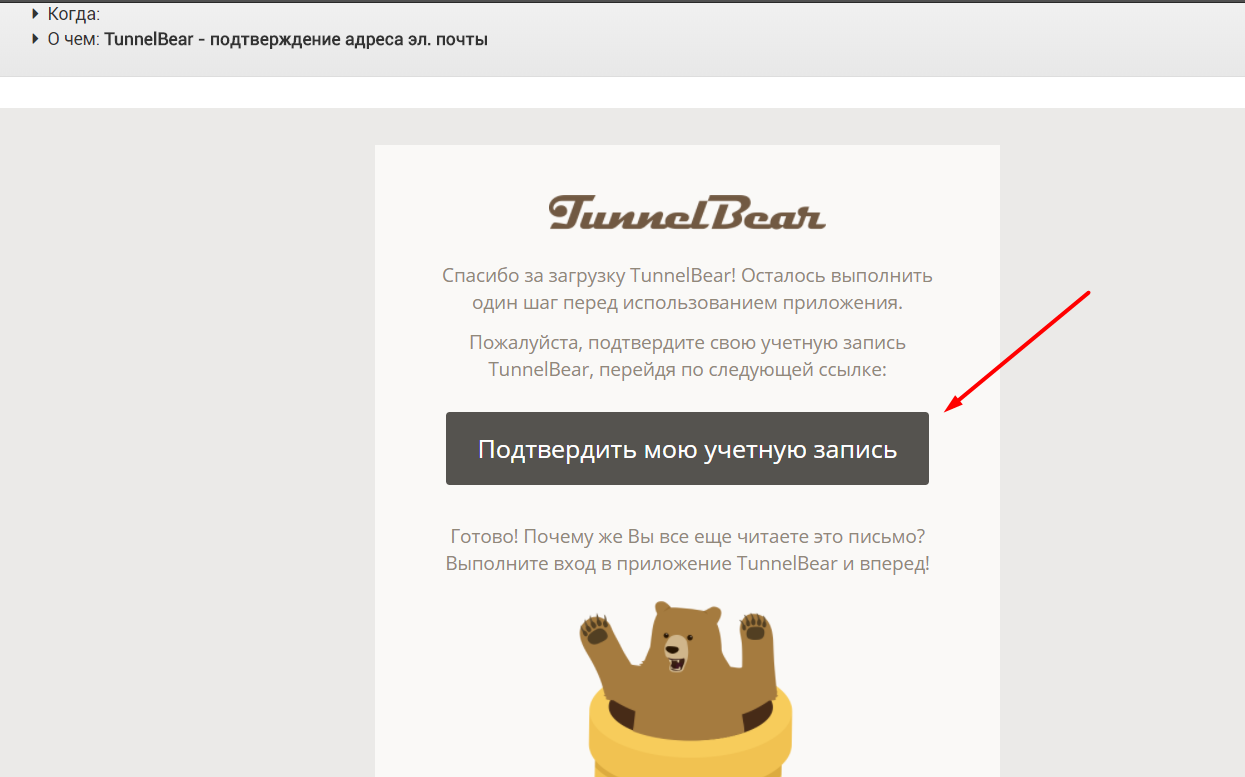 Когда:
О чем: TunnelBear - подтверждение адреса эл. почты
TunnelBear
Спасибо за загрузку TunnelBear! Осталось выполнить
один шаг перед использованием приложения.
Пожалуйста, подтвердите свою учетную запись
TunnelBear, перейдя по следующей ссылке:
Подтвердить мою учетную запись
Готово! Почему же Вы все еще читаете это письмо?
Выполните вход в приложение TunnelBear и вперед!